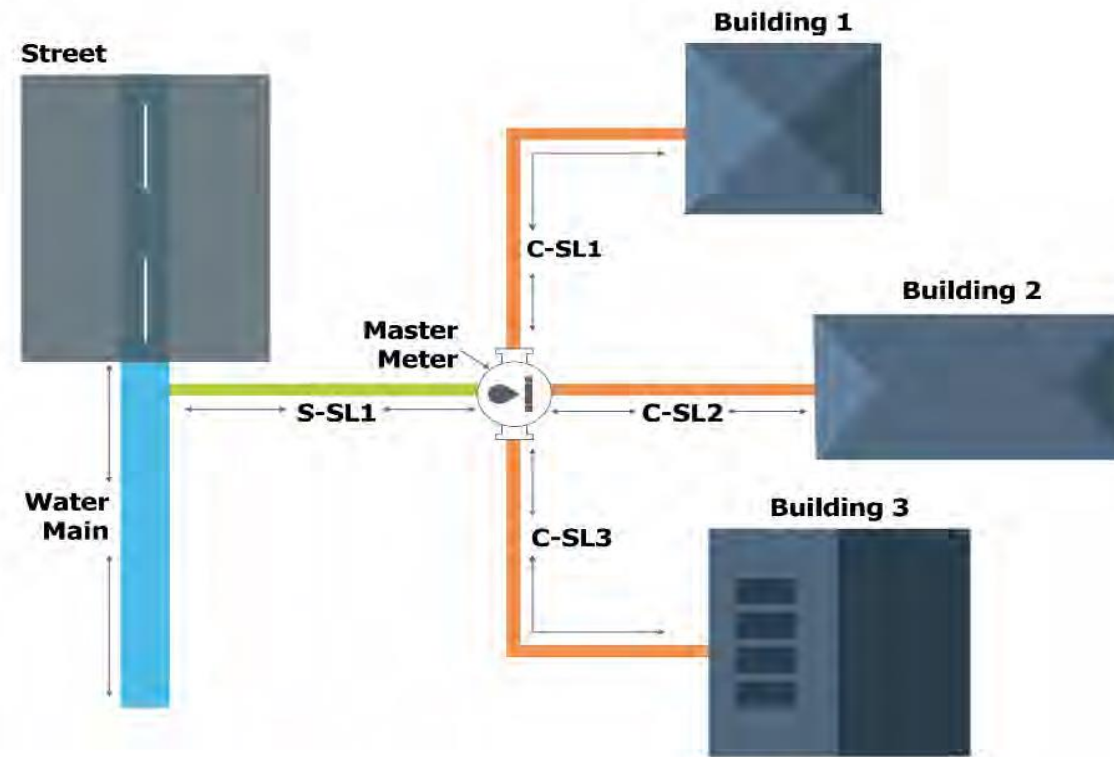 Building 1
Street
C-SL1
Building 2
Master
Meter
S-SL1
C-SL2
Water
Main
Building 3
C-SL3